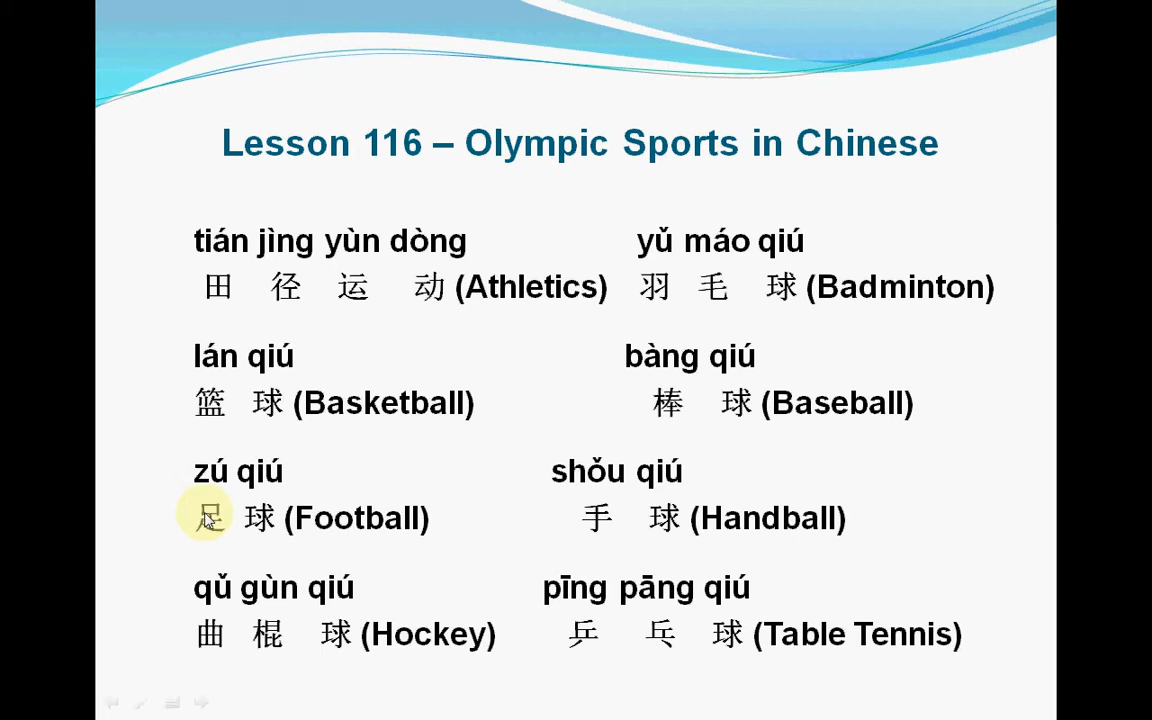 Lesson 116 – Olympic Sports in Chinese
tián jìng yùn dòng yǔ máo qiú
田 径 运 动 (Athletics) 羽 毛 球 (Badminton)
lán qiú bàng qiú
篮 球 (Basketball) 棒 球 (Baseball)
zú qiú shǒu qiú
足 球 (Football) 手 球 (Handball)
qǔ gùn qiú pīng pāng qiú
曲 棍 球 (Hockey) 乒 乓 球 (Table Tennis)